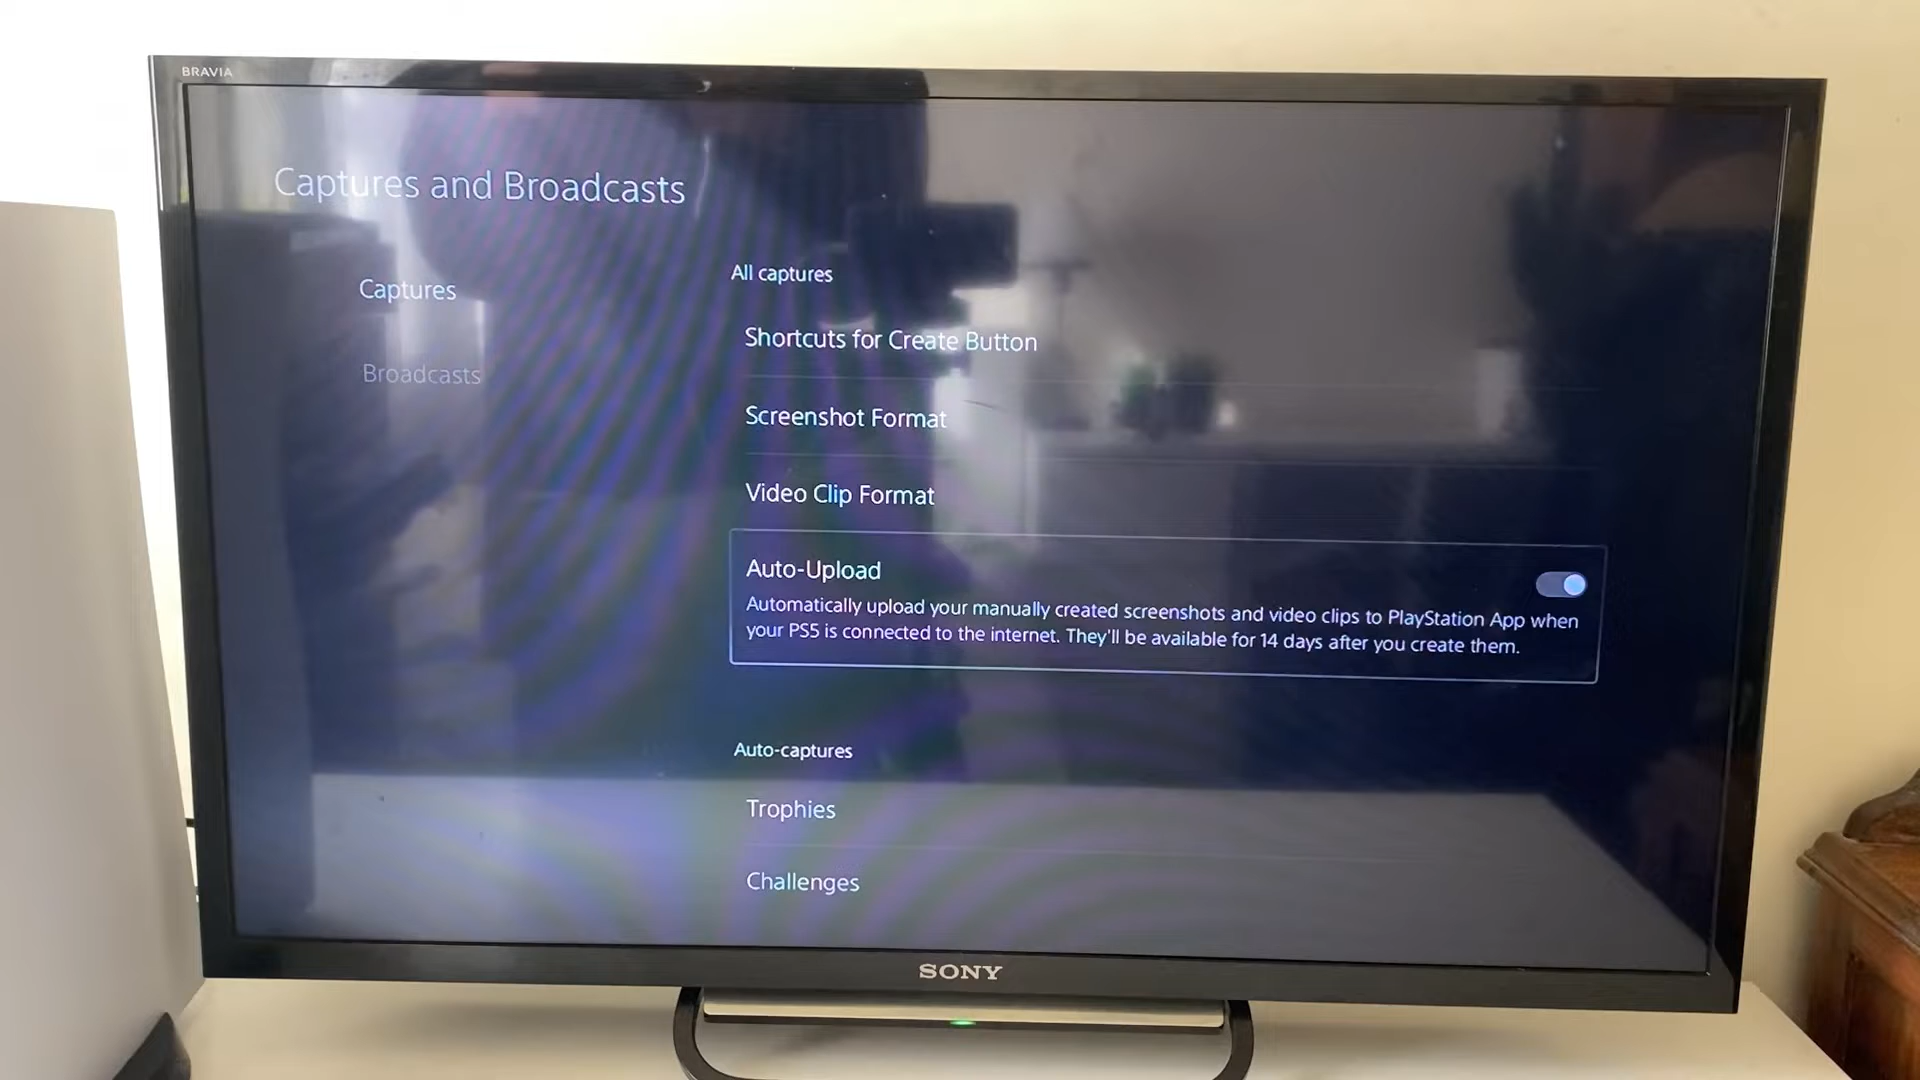 BRAVIA
Captures and Broadcasts
Captures
Broadcasts
All captures
Shortcuts for Create Button
Screenshot Format
Video Clip Format
Auto-Upload
Automatically upload your manually created screenshots and video clips to PlayStation App when
your PS5 is connected to the internet. They'll be available for 14 days after you create them.
Auto-captures
Trophies
Challenges
SONY